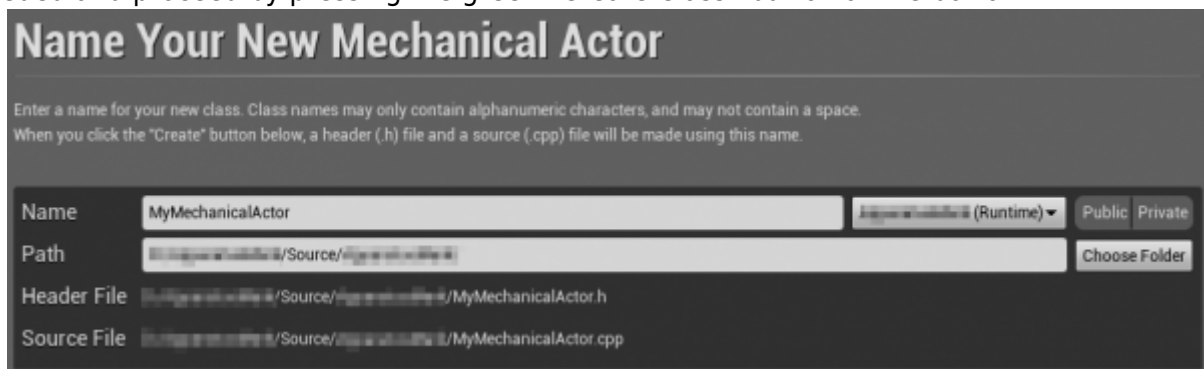 Name Your New Mechanical Actor
Enter a name for your new class. Class names may only contain alphanumeric characters, and may not contain a space.
When you click the "Create" button below, a header (.h) file and a source (.cpp) file will be made using this name.
Name MyMechanicalActor (Runtime) Public Private
Path /Source/ Choose Folder
Header File /Source/ /MyMechanicalActor.h
Source File /Source/ /MyMechanicalActor.cpp